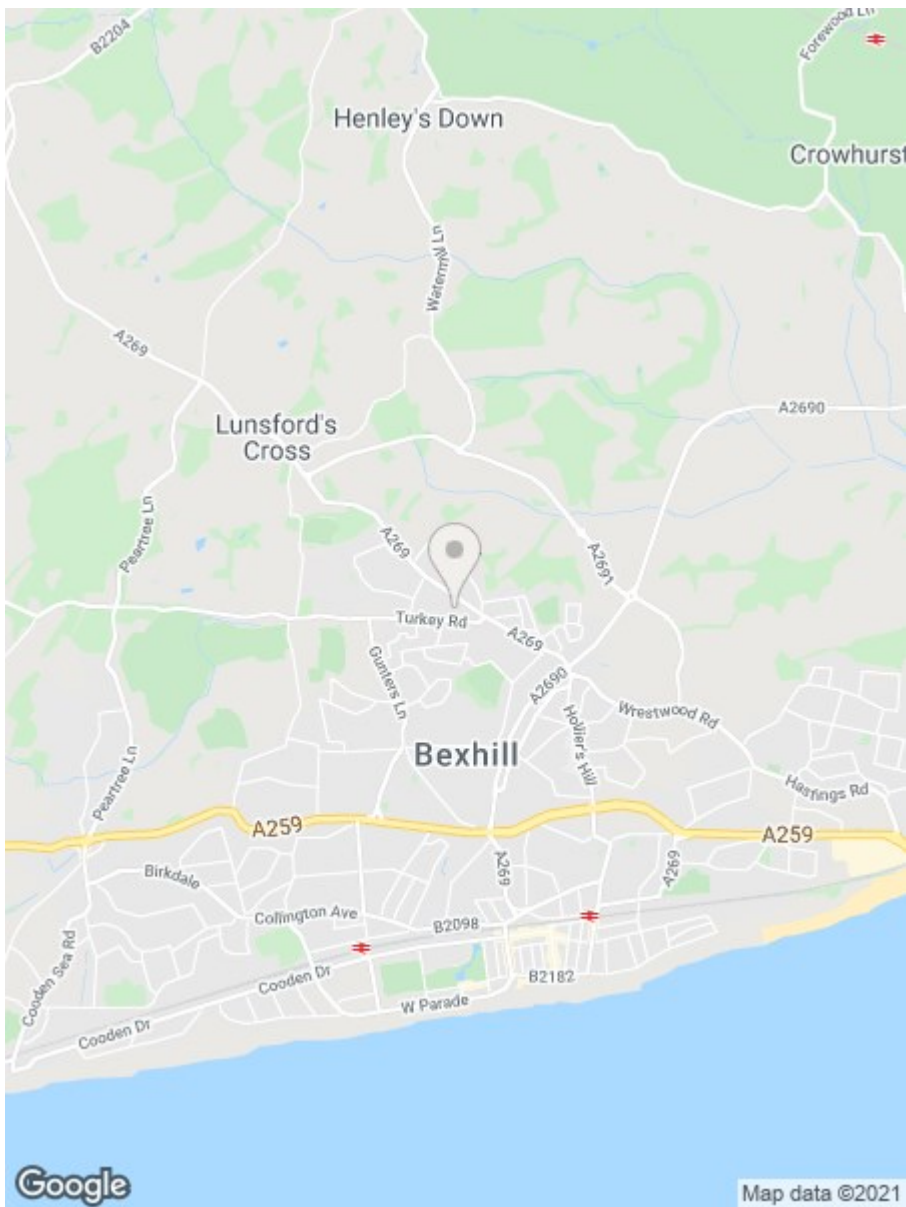 B2204
Forewood Ln
Henley's Down
Crowhurst
Watermill Ln
A269
A2690
Lunsford's
Cross
Peartree Ln
A269
A2691
Turkey Rd
A269
Gunters Ln
A2690
Wrestwood Rd
Hollier's Hill
Bexhill
Peartree Ln
Hastings Rd
A259
A259
A269
A269
Birkdale
Collington Ave
B2098
Cooden Sea Rd
Cooden Dr
B2182
W Parade
Cooden Dr
Google
Map data ©2021